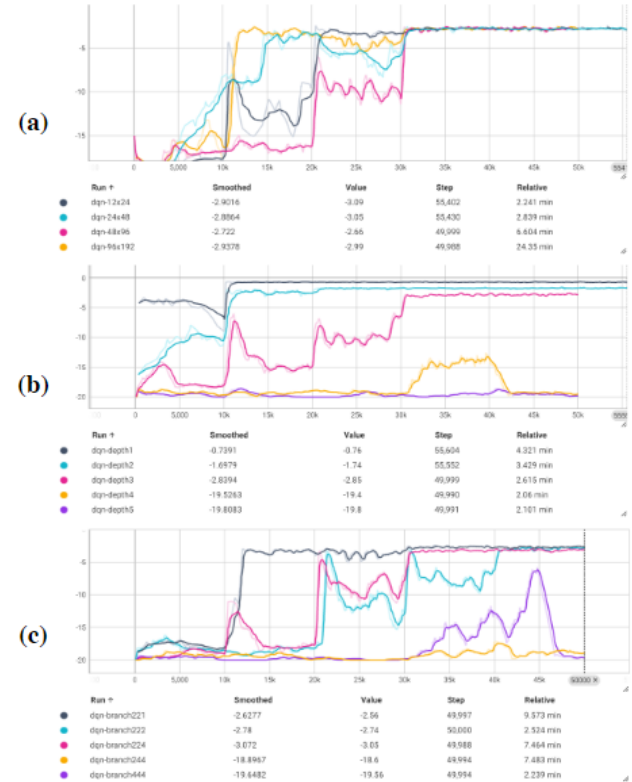 (a)
-5
-10
-15
0 5,000 10k 15k 20k 25k 30k 35k 40k 45k 50k
Run ↑ Smoothed Value Step Relative
dqn-12x24 -2.9016 -3.09 55,402 2.241 min
dqn-24x48 -2.8864 -3.05 55,430 2.839 min
dqn-48x96 -2.722 -2.66 49,999 6.604 min
dqn-96x192 -2.9378 -2.99 49,988 24.35 min
(b)
0
-5
-10
-15
-20
0 5,000 10k 15k 20k 25k 30k 35k 40k 45k 50k
Run ↑ Smoothed Value Step Relative
dqn-depth1 -0.7391 -0.76 55,604 4.321 min
dqn-depth2 -1.6979 -1.74 55,552 3.429 min
dqn-depth3 -2.8394 -2.85 49,999 2.615 min
dqn-depth4 -19.5263 -19.4 49,990 2.06 min
dqn-depth5 -19.8083 -19.8 49,991 2.101 min
(c)
-5
-10
-15
-20
0 5,000 10k 15k 20k 25k 30k 35k 40k 45k 50000 ×
Run ↑ Smoothed Value Step Relative
dqn-branch221 -2.6277 -2.56 49,997 9.573 min
dqn-branch222 -2.78 -2.74 50,000 2.524 min
dqn-branch224 -3.072 -3.05 49,988 7.464 min
dqn-branch244 -18.8967 -18.6 49,994 7.483 min
dqn-branch444 -19.6482 -19.56 49,994 2.239 min